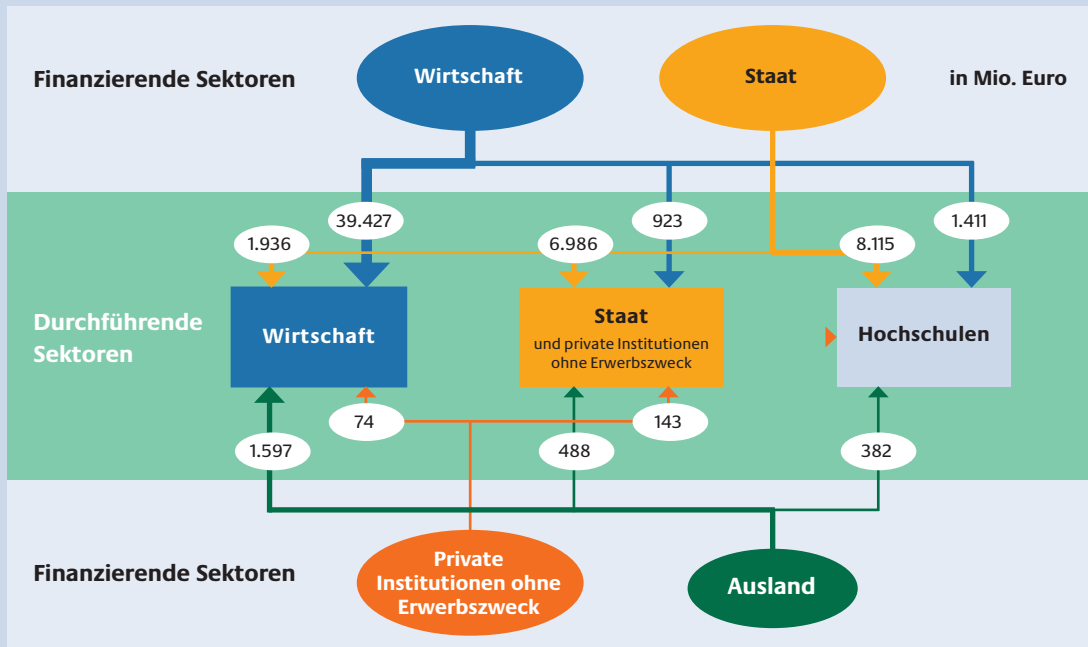 Finanzierende Sektoren
Wirtschaft
Staat
in Mio. Euro
39.427
923
1.411
1.936
6.986
8.115
Durchführende
Sektoren
Wirtschaft
Staat
und private Institutionen
ohne Erwerbszweck
Hochschulen
74
143
1.597
488
382
Finanzierende Sektoren
Private
Institutionen ohne
Erwerbszweck
Ausland